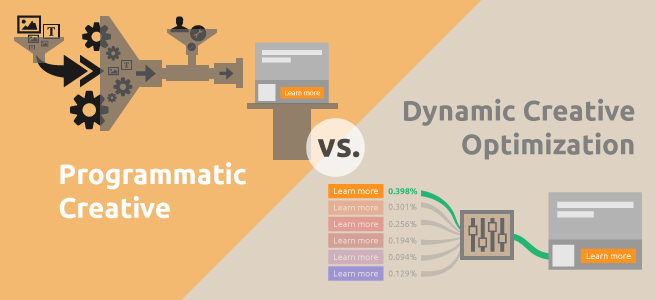 T
T
Learn more
Programmatic
Creative
vs.
Dynamic Creative
Optimization
Learn more 0.398%
Learn more 0.301%
Learn more 0.256%
Learn more 0.194%
Learn more 0.094%
Learn more 0.129%
Learn more